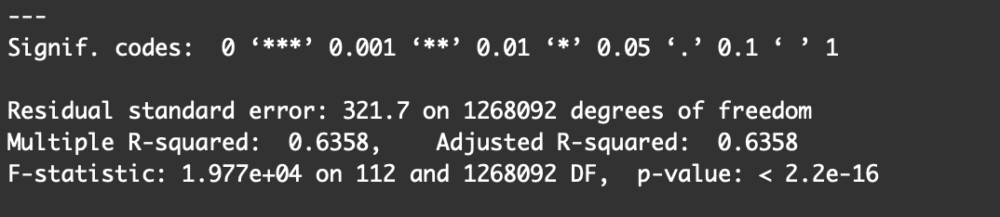 ---
Signif. codes:  0 ‘***’ 0.001 ‘**’ 0.01 ‘*’ 0.05 ‘.’ 0.1 ‘ ’ 1
Residual standard error: 321.7 on 1268092 degrees of freedom
Multiple R-squared:  0.6358,    Adjusted R-squared:  0.6358
F-statistic: 1.977e+04 on 112 and 1268092 DF,  p-value: < 2.2e-16